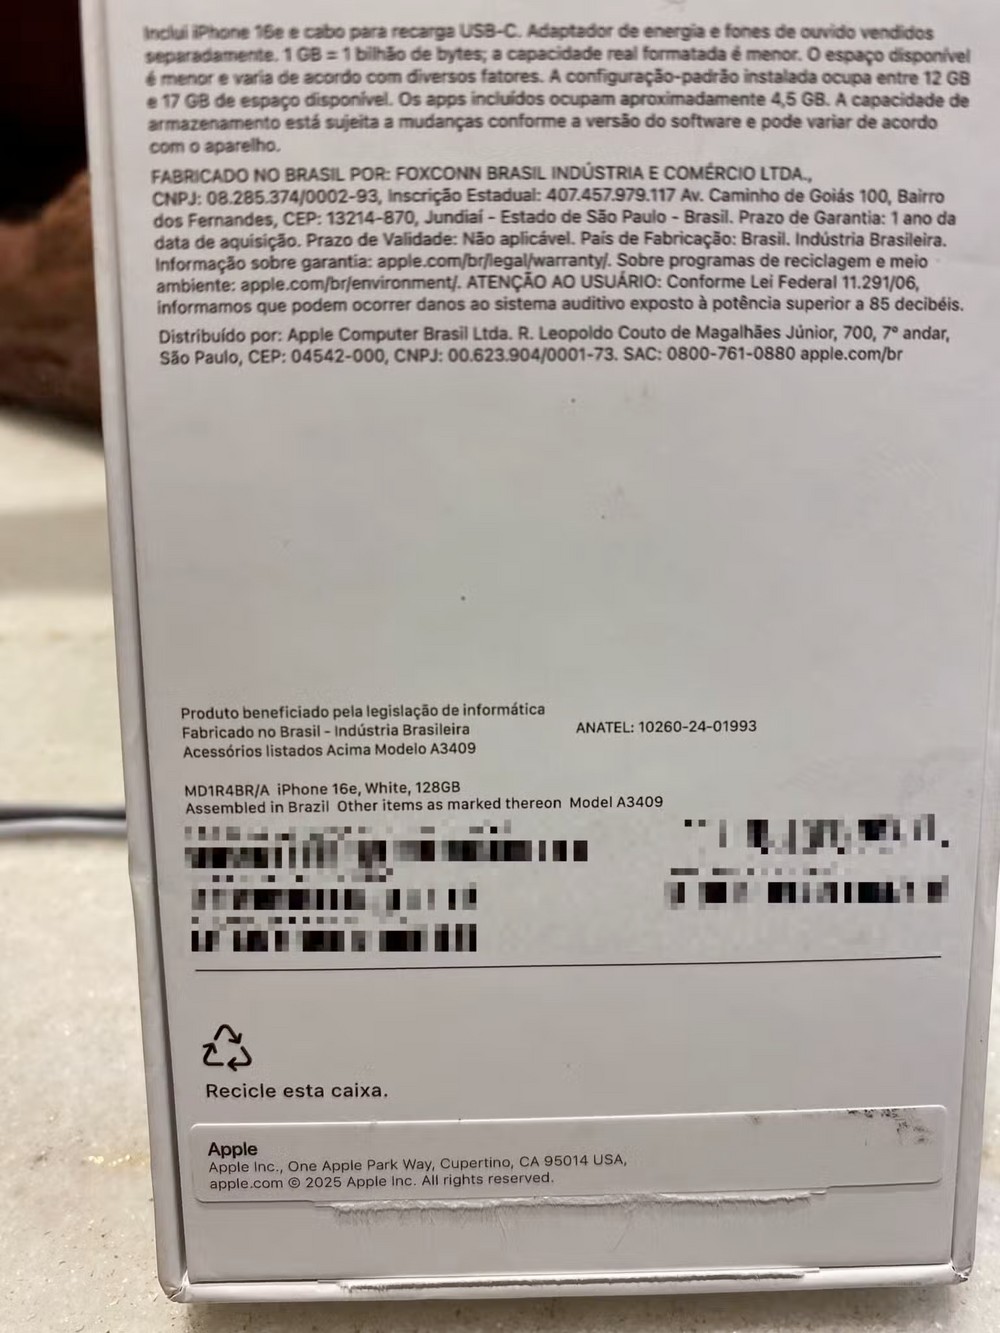 Inclui iPhone 16e e cabo para recarga USB-C. Adaptador de energia e fones de ouvido vendidos
separadamente. 1 GB = 1 bilhão de bytes; a capacidade real formatada é menor. O espaço disponível
é menor e varia de acordo com diversos fatores. A configuração-padrão instalada ocupa entre 12 GB
e 17 GB de espaço disponível. Os apps incluídos ocupam aproximadamente 4,5 GB. A capacidade de
armazenamento está sujeita a mudanças conforme a versão do software e pode variar de acordo
com o aparelho.
FABRICADO NO BRASIL POR: FOXCONN BRASIL INDÚSTRIA E COMÉRCIO LTDA.,
CNPJ: 08.285.374/0002-93, Inscrição Estadual: 407.457.979.117 Av. Caminho de Goiás 100, Bairro
dos Fernandes, CEP: 13214-870, Jundiaí - Estado de São Paulo - Brasil. Prazo de Garantia: 1 ano da
data de aquisição. Prazo de Validade: Não aplicável. País de Fabricação: Brasil. Indústria Brasileira.
Informação sobre garantia: apple.com/br/legal/warranty/. Sobre programas de reciclagem e meio
ambiente: apple.com/br/environment/. ATENÇÃO AO USUÁRIO: Conforme Lei Federal 11.291/06,
informamos que podem ocorrer danos ao sistema auditivo exposto à potência superior a 85 decibéis.
Distribuído por: Apple Computer Brasil Ltda. R. Leopoldo Couto de Magalhães Júnior, 700, 7º andar,
São Paulo, CEP: 04542-000, CNPJ: 00.623.904/0001-73. SAC: 0800-761-0880 apple.com/br
Produto beneficiado pela legislação de informática
Fabricado no Brasil - Indústria Brasileira
Acessórios listados Acima Modelo A3409
ANATEL: 10260-24-01993
MD1R4BR/A iPhone 16e, White, 128GB
Assembled in Brazil Other items as marked thereon Model A3409
Recicle esta caixa.
Apple
Apple Inc., One Apple Park Way, Cupertino, CA 95014 USA,
apple.com © 2025 Apple Inc. All rights reserved.